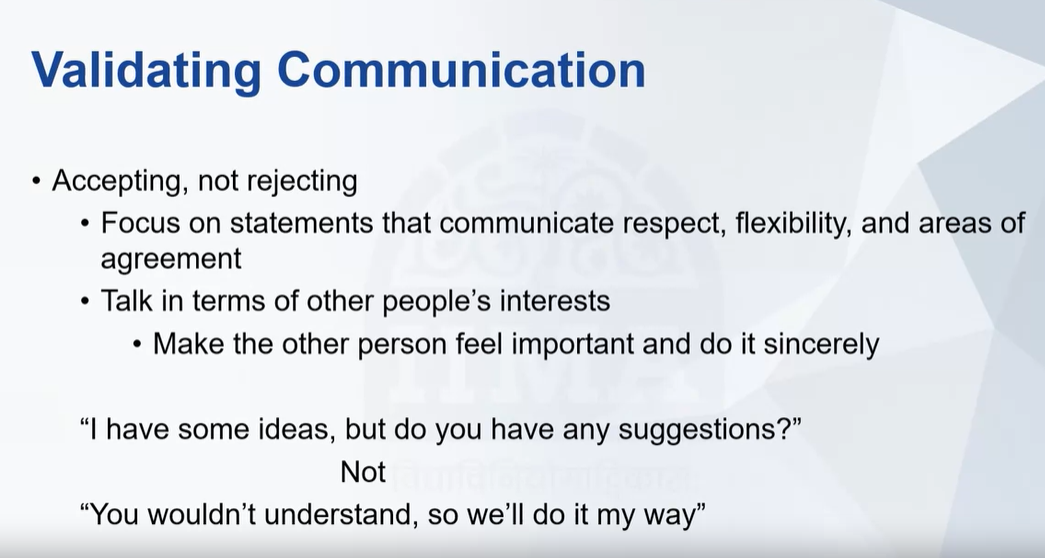 Validating Communication
• Accepting, not rejecting
• Focus on statements that communicate respect, flexibility, and areas of
agreement
• Talk in terms of other people's interests
• Make the other person feel important and do it sincerely
“I have some ideas, but do you have any suggestions?”
Not
“You wouldn't understand, so we'll do it my way”
IIMA